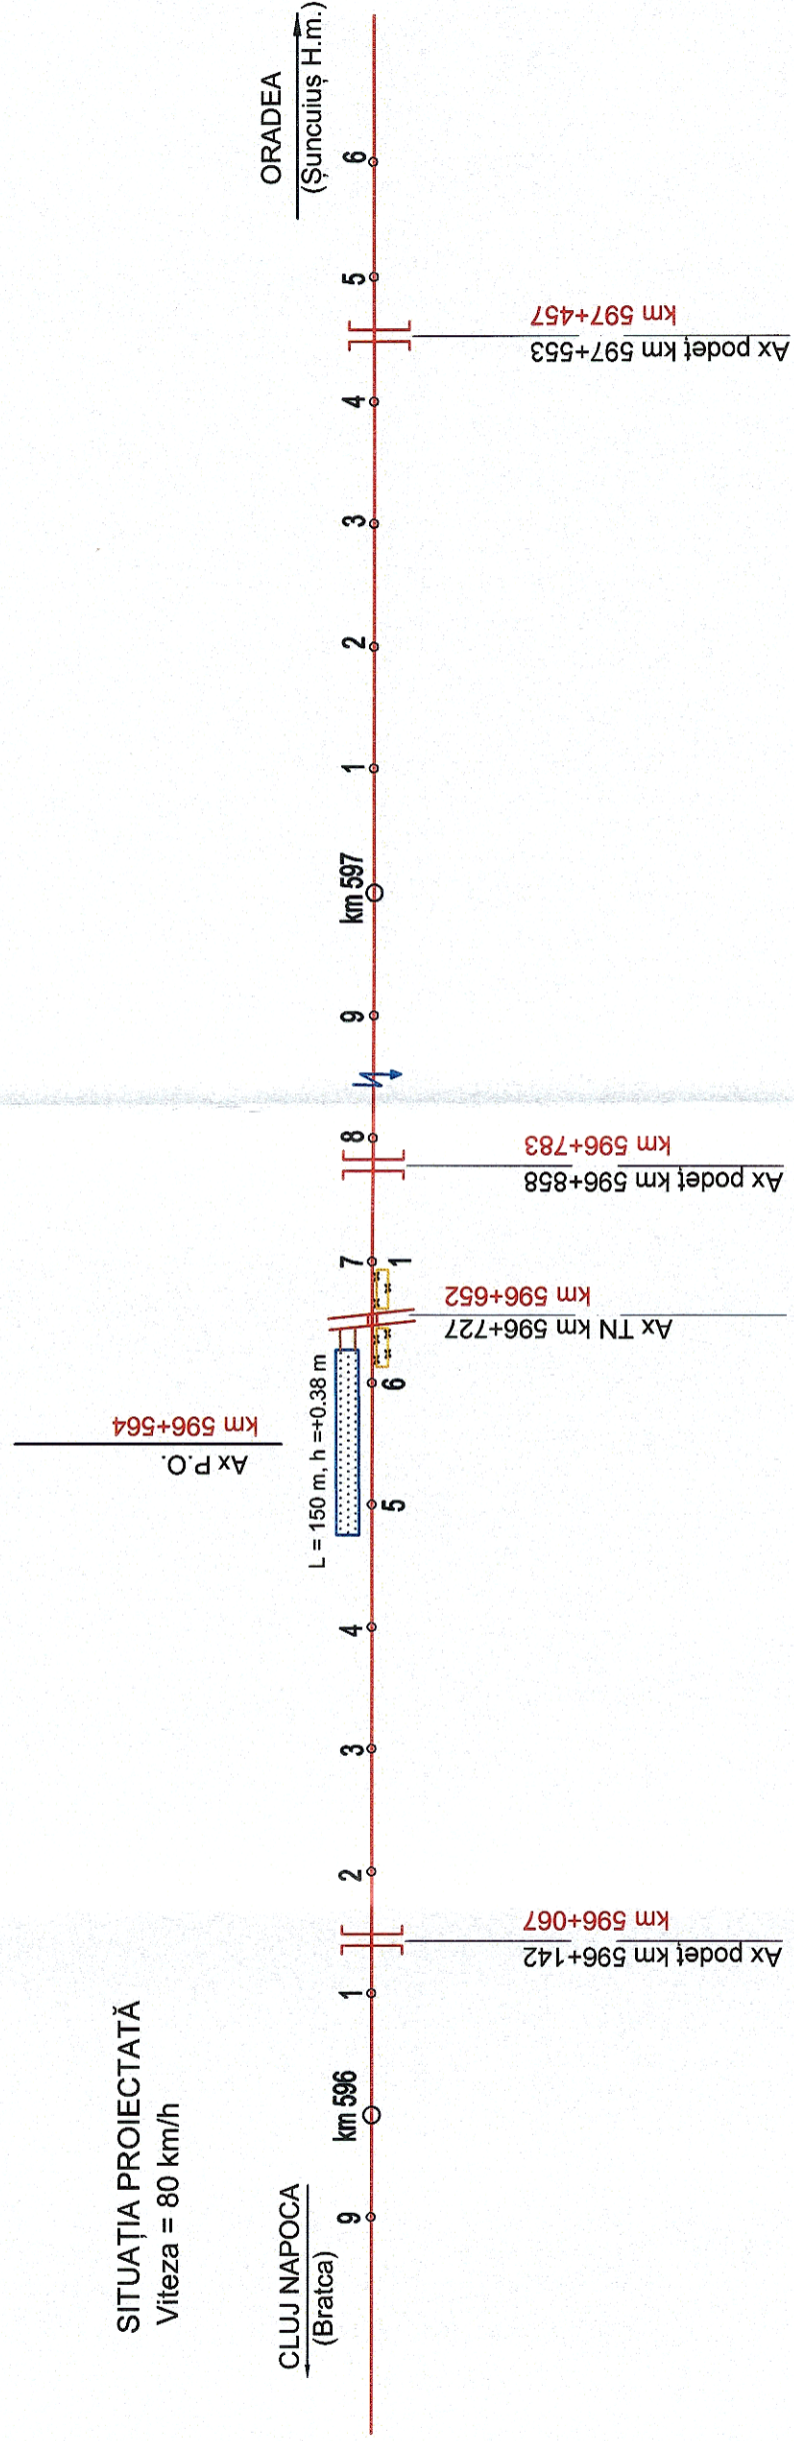 SITUAȚIA PROIECTATĂ
Viteza = 80 km/h
CLUJ NAPOCA
(Bratca)
ORADEA
(Șuncuiuș H.m.)
9
km 596
1
2
3
4
5
6
7
1
8
9
km 597
1
2
3
4
5
6
L = 150 m, h =+0.38 m
Ax P.O.
km 596+564
Ax podeț km 596+142
km 596+067
Ax TN km 596+727
km 596+652
Ax podeț km 596+858
km 596+783
Ax podeț km 597+553
km 597+457